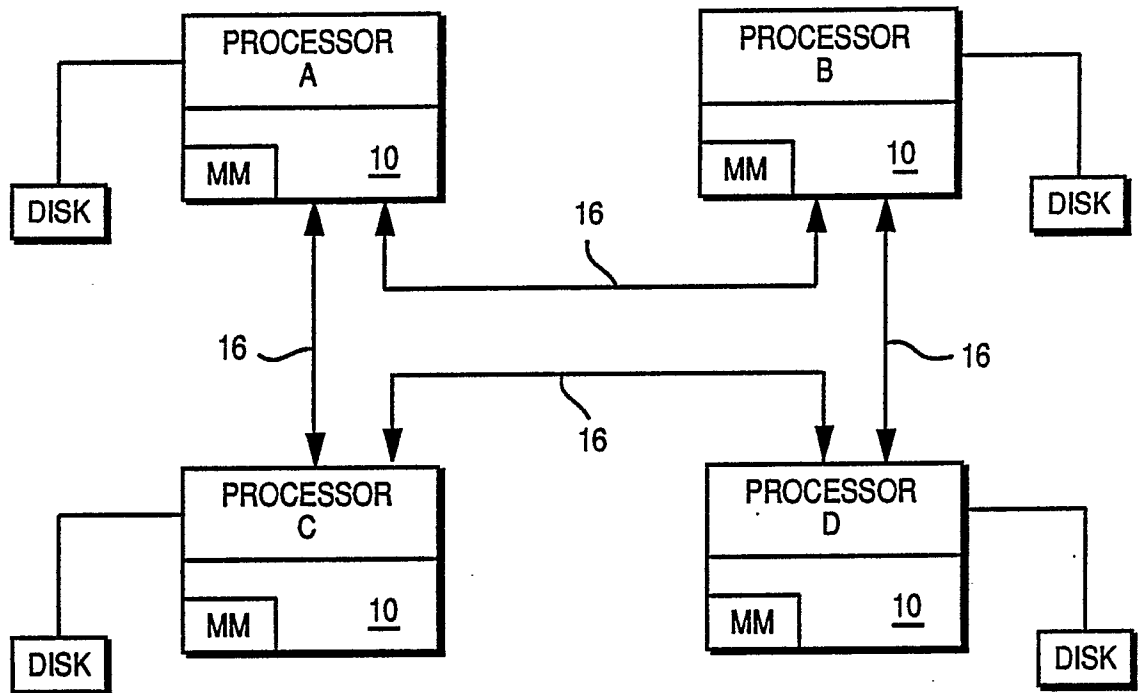 PROCESSOR
A
MM
10
DISK
PROCESSOR
B
MM
10
DISK
16
16
16
16
PROCESSOR
C
MM
10
DISK
PROCESSOR
D
MM
10
DISK